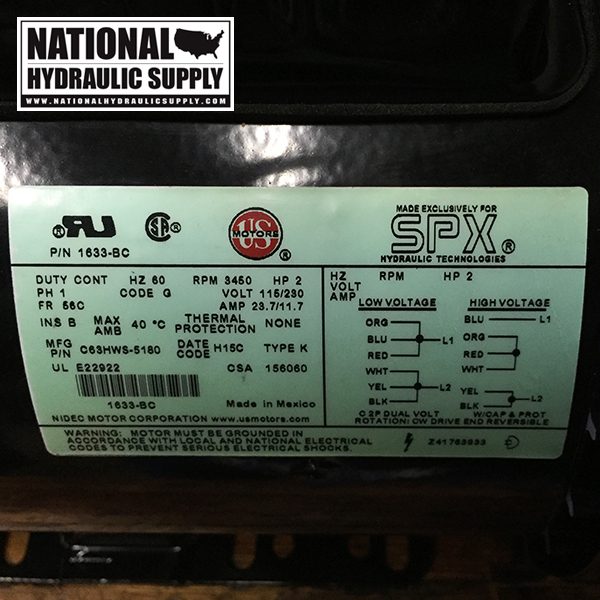 NATIONAL
HYDRAULIC SUPPLY
WWW.NATIONALHYDRAULICSUPPLY.COM
P/N 1633-BC
US
MOTORS
MADE EXCLUSIVELY FOR
SPX
HYDRAULIC TECHNOLOGIES
DUTY CONT HZ 60 RPM 3450 HP 2
PH 1 CODE G VOLT 115/230
FR 56C AMP 23.7/11.7
INS B MAX AMB 40 °C THERMAL PROTECTION NONE
MFG P/N C63HWS-5180 DATE CODE H15C TYPE K
UL E22922 CSA 156060
1633-BC Made in Mexico
NIDEC MOTOR CORPORATION www.usmotors.com
HZ RPM HP 2
VOLT
AMP
LOW VOLTAGE HIGH VOLTAGE
ORG
BLU L1
RED
WHT
YEL L2
BLK
BLU L1
ORG
RED
WHT
YEL L2
BLK
C 2P DUAL VOLT W/CAP & PROT
ROTATION: CW DRIVE END REVERSIBLE
WARNING: MOTOR MUST BE GROUNDED IN
ACCORDANCE WITH LOCAL AND NATIONAL ELECTRICAL
CODES TO PREVENT SERIOUS ELECTRICAL SHOCKS.